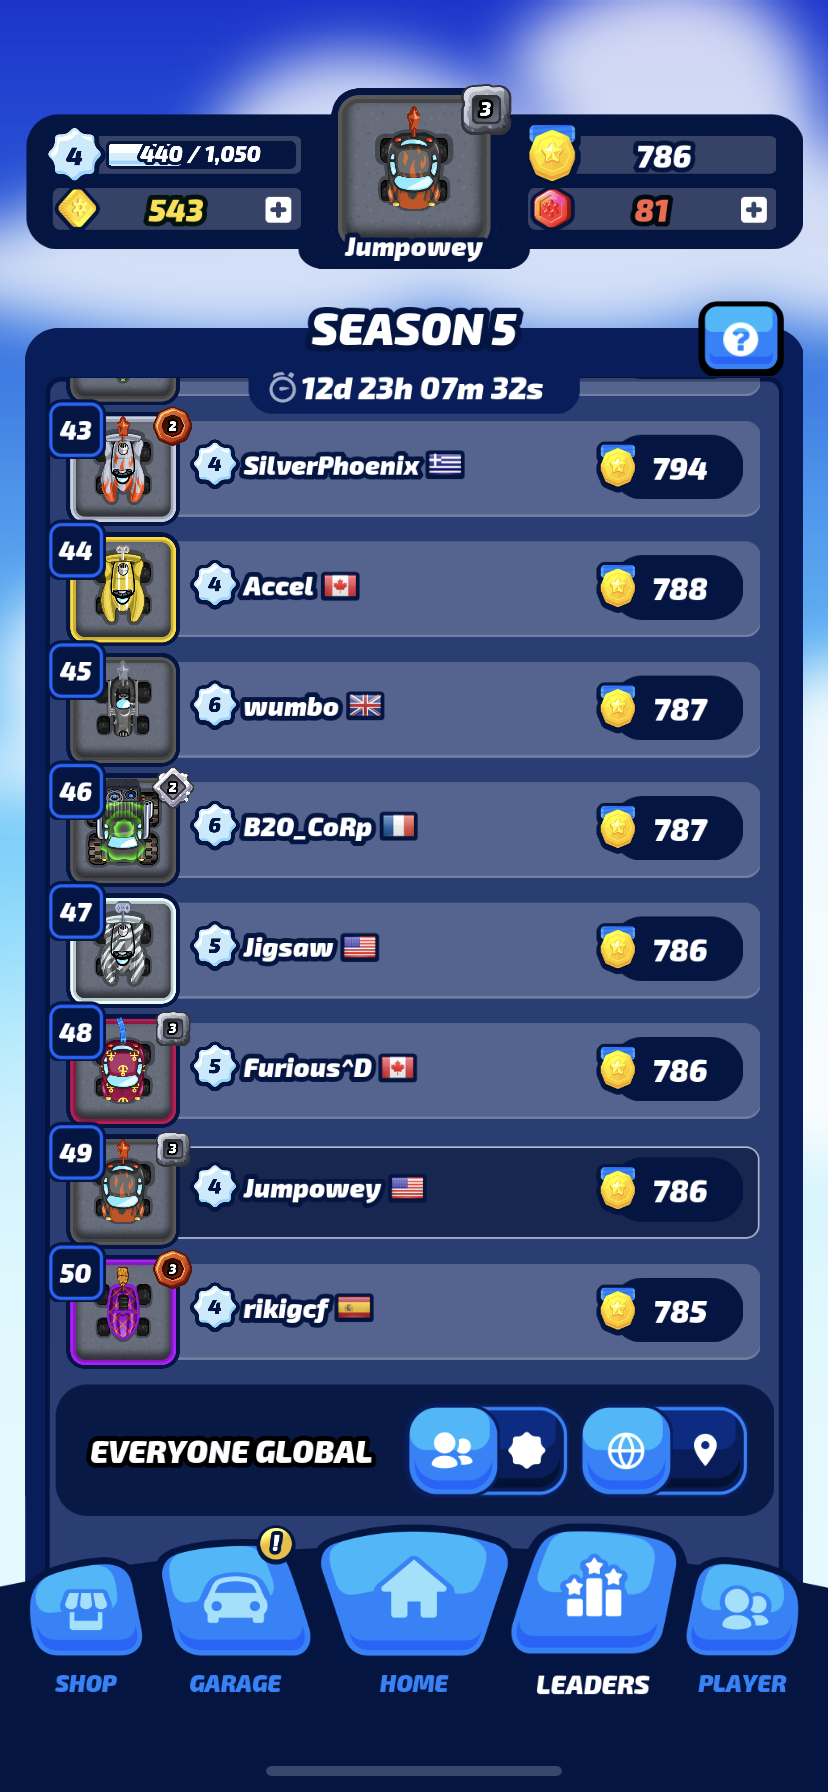 3
4 440 / 1,050
786
543
81
Jumpowey
SEASON 5
?
12d 23h 07m 32s
43 2 4 SilverPhoenix 794
44 4 Accel 788
45 6 wumbo 787
46 2 6 B2O_CoRp 787
47 5 Jigsaw 786
48 3 5 Furious^D 786
49 3 4 Jumpowey 786
50 3 4 rikigcf 785
EVERYONE GLOBAL
!
SHOP GARAGE HOME LEADERS PLAYER